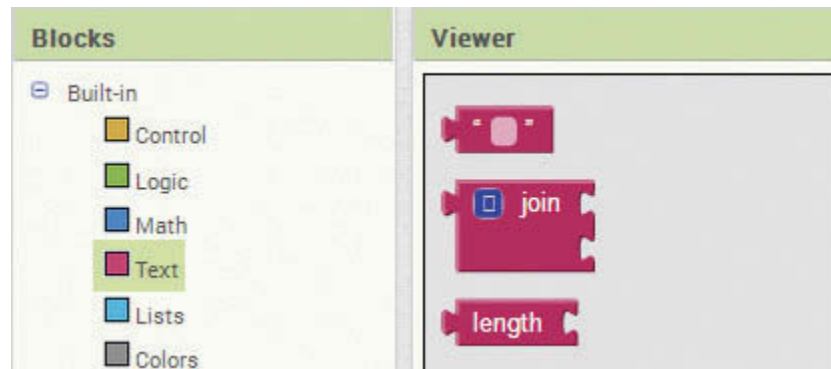 Blocks
Built-in
Control
Logic
Math
Text
Lists
Colors
Viewer
“ ”
join
length